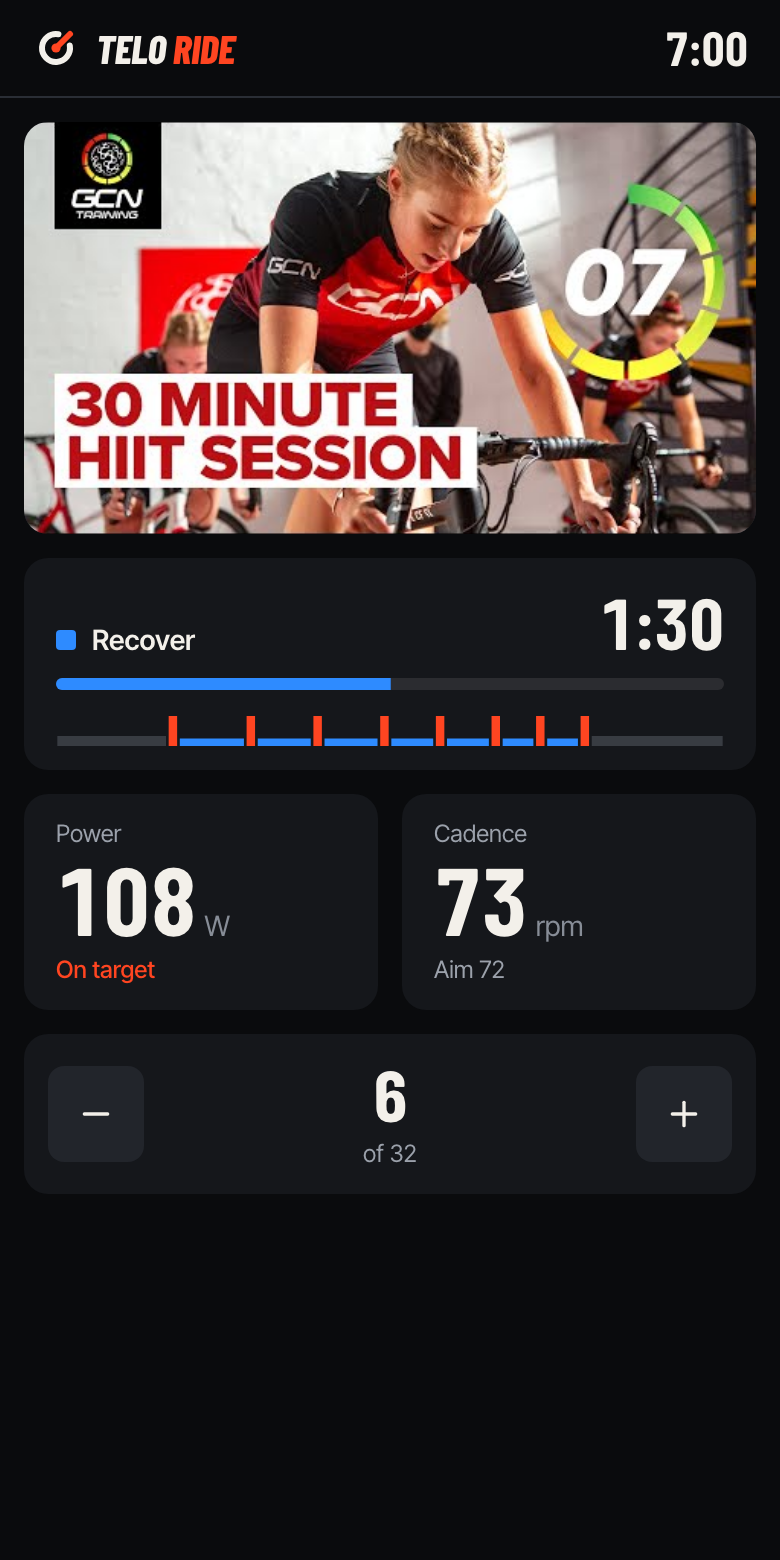 TELO RIDE
7:00
GCN
TRAINING
GCN
GCN
07
30 MINUTE
HIIT SESSION
Recover
1:30
Power
108 W
On target
Cadence
73 rpm
Aim 72
6
of 32